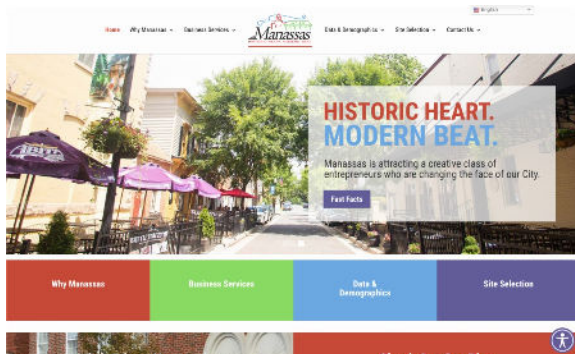 English
Home
Why Manassas
Business Services
Manassas
Data & Demographics
Site Selection
Contact Us
HISTORIC HEART.
MODERN BEAT.
Manassas is attracting a creative class of
entrepreneurs who are changing the face of our City.
Fast Facts
Why Manassas
Business Services
Data &
Demographics
Site Selection